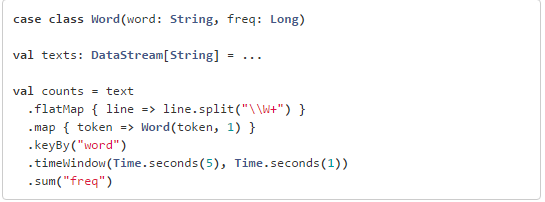 case class Word(word: String, freq: Long)
val texts: DataStream[String] = ...
val counts = text
.flatMap { line => line.split("\\W+") }
.map { token => Word(token, 1) }
.keyBy("word")
.timeWindow(Time.seconds(5), Time.seconds(1))
.sum("freq")